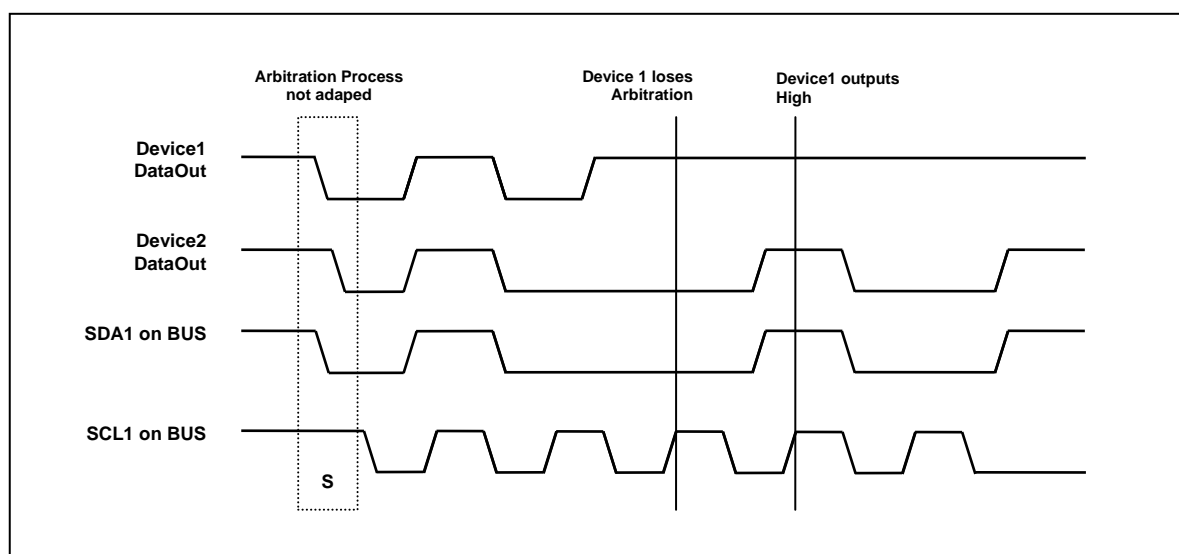 Arbitration Process
not adaped
Device 1 loses
Arbitration
Device1 outputs
High
Device1
DataOut
Device2
DataOut
SDA1 on BUS
SCL1 on BUS
S